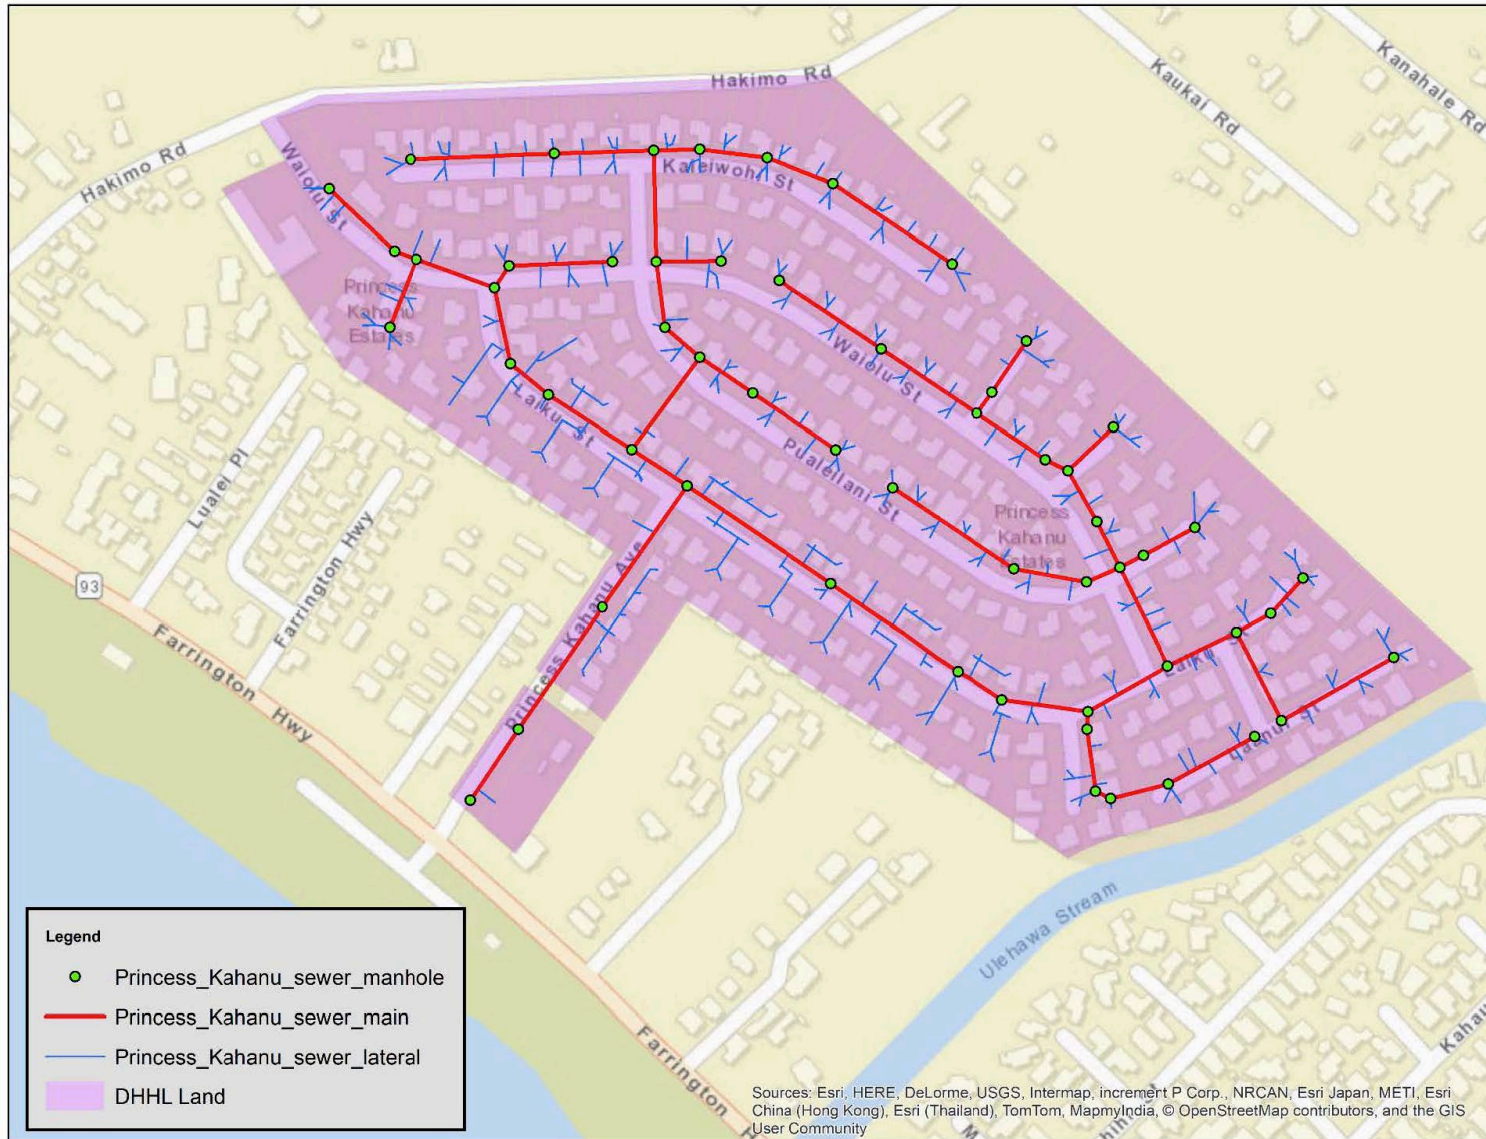 Hakimo Rd
Kanahale Rd
Kaukai Rd
Hakimo Rd
Waiolu St
Kaleiwohi St
Princess
Kahanu
Estates
Waiolu St
Laiku St
Pualeilani St
Princess
Kahanu
Estates
Lualei Pl
Farrington Hwy
93
Princess Kahanu Ave
Farrington Hwy
Laiku St
Ulehawa Stream
Farrington
Legend
Princess_Kahanu_sewer_manhole
Princess_Kahanu_sewer_main
Princess_Kahanu_sewer_lateral
DHHL Land
Sources: Esri, HERE, DeLorme, USGS, Intermap, increment P Corp., NRCAN, Esri Japan, METI, Esri
China (Hong Kong), Esri (Thailand), TomTom, MapmyIndia, © OpenStreetMap contributors, and the GIS
User Community